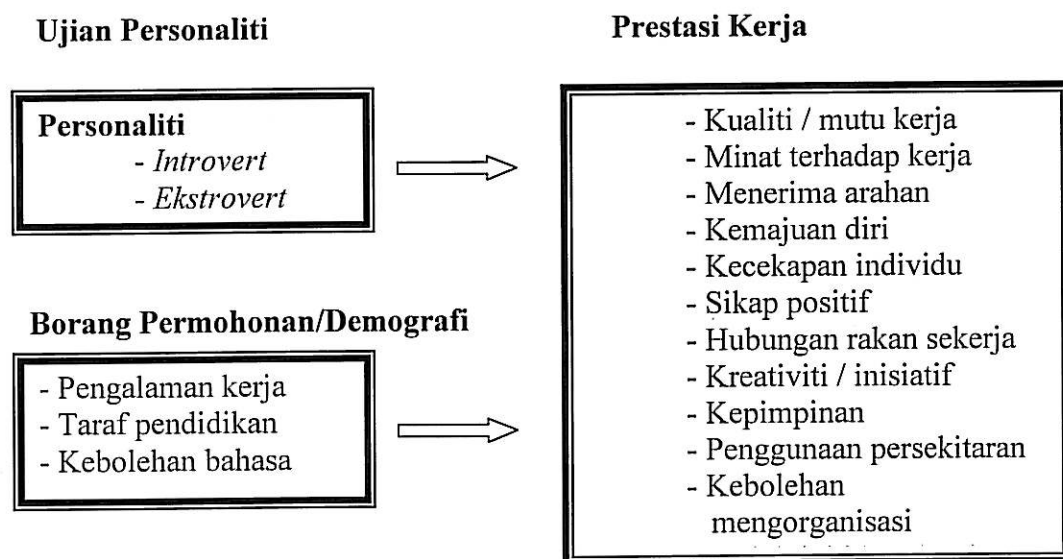 Ujian Personaliti
Personaliti
- Introvert
- Ekstrovert
Borang Permohonan/Demografi
- Pengalaman kerja
- Taraf pendidikan
- Kebolehan bahasa
Prestasi Kerja
- Kualiti / mutu kerja
- Minat terhadap kerja
- Menerima arahan
- Kemajuan diri
- Kecekapan individu
- Sikap positif
- Hubungan rakan sekerja
- Kreativiti / inisiatif
- Kepimpinan
- Penggunaan persekitaran
- Kebolehan
mengorganisasi